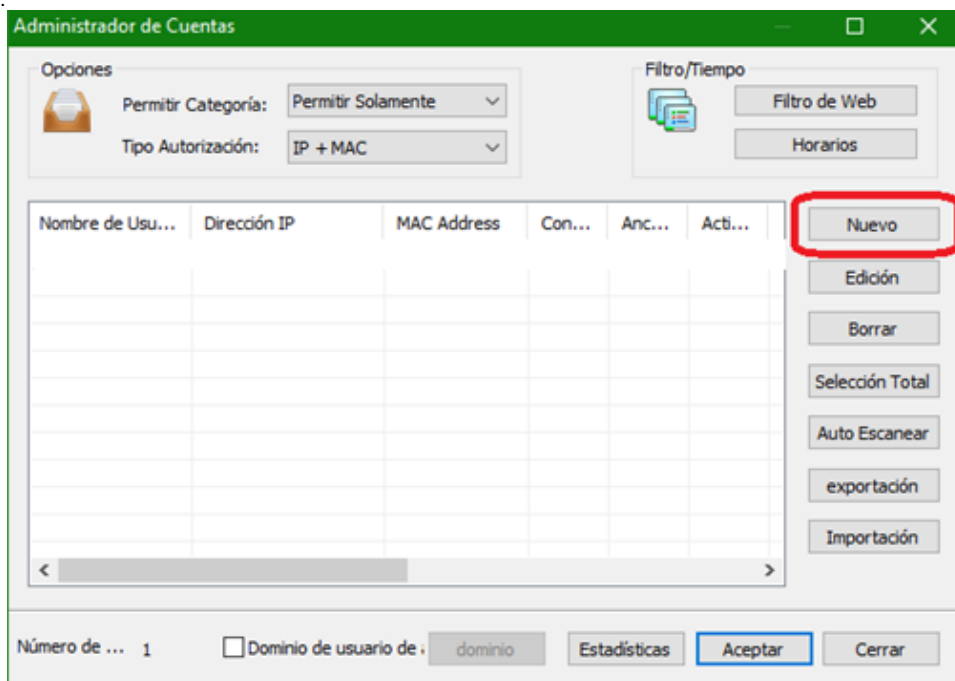 .
Administrador de Cuentas
Opciones
Permitir Categoría: Permitir Solamente
Tipo Autorización: IP + MAC
Filtro/Tiempo
Filtro de Web
Horarios
Nombre de Usu... Dirección IP MAC Address Con... Anc... Acti...
Nuevo
Edición
Borrar
Selección Total
Auto Escanear
exportación
Importación
Número de ... 1 Dominio de usuario de dominio Estadísticas Aceptar Cerrar